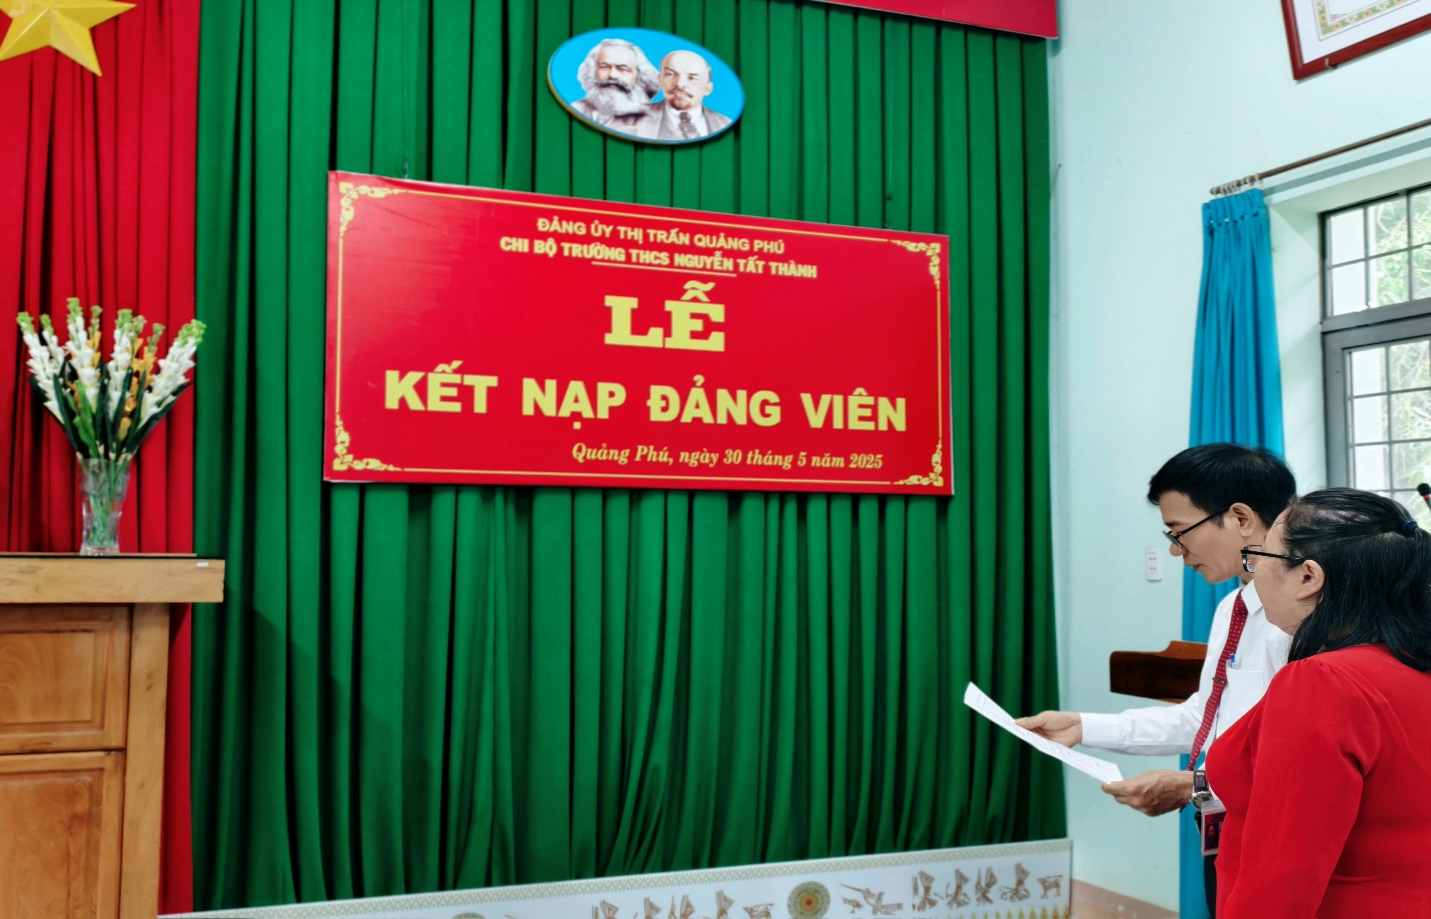 ĐẢNG ỦY THỊ TRẤN QUẢNG PHÚ
CHI BỘ TRƯỜNG THCS NGUYỄN TẤT THÀNH
LỄ
KẾT NẠP ĐẢNG VIÊN
Quảng Phú, ngày 30 tháng 5 năm 2025